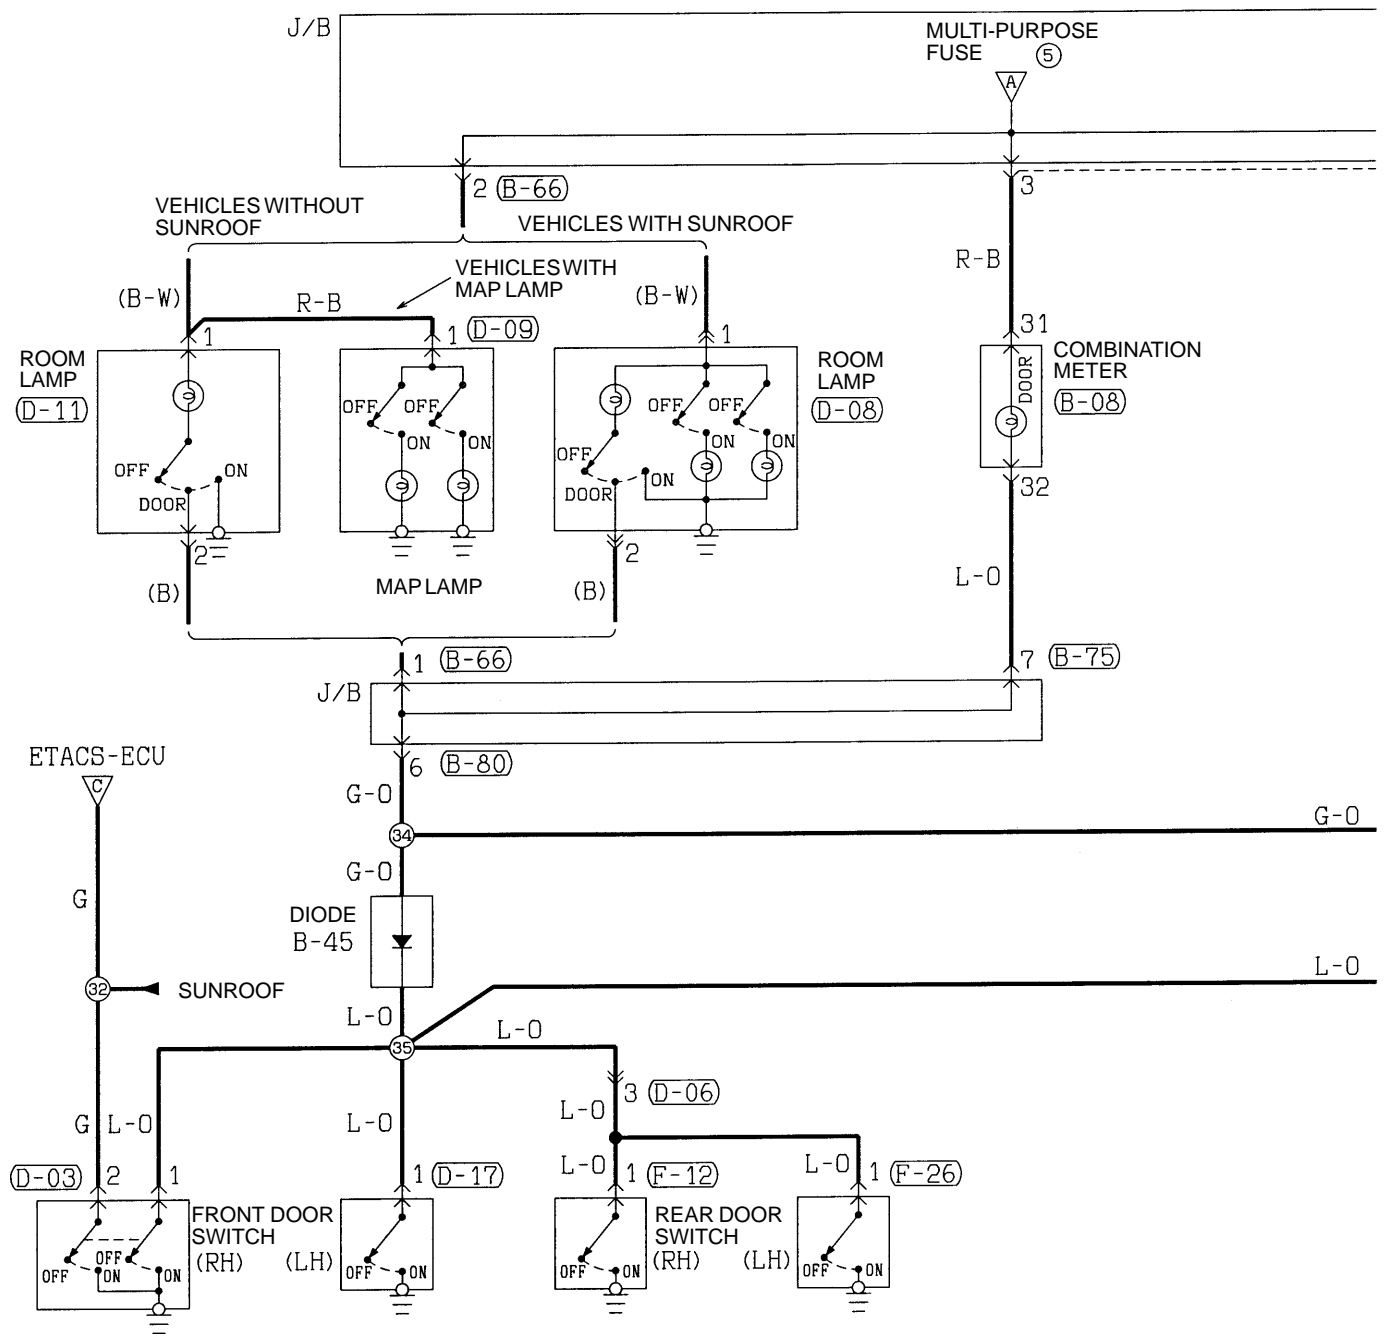 J/B
MULTI-PURPOSE
FUSE
5
A
2 B-66
3
VEHICLES WITHOUT
SUNROOF
VEHICLES WITH SUNROOF
VEHICLES WITH
MAP LAMP
R-B
(B-W)
R-B
(B-W)
1
1 D-09
1
31
ROOM
LAMP
D-11
ROOM
LAMP
D-08
COMBINATION
METER
B-08
DOOR
OFF
ON
DOOR
OFF
OFF
ON
OFF
OFF
ON
OFF
ON
DOOR
32
2
2
MAP LAMP
(B)
(B)
L-O
1 B-66
7 B-75
J/B
ETACS-ECU
C
6 B-80
G-O
34
G-O
G-O
G
DIODE
B-45
32
SUNROOF
L-O
L-O
35
L-O
3 D-06
G
L-O
L-O
L-O
L-O
L-O
D-03 2
1
1 D-17
1 F-12
1 F-26
FRONT DOOR
SWITCH
(RH)
(LH)
REAR DOOR
SWITCH
(RH)
(LH)
OFF
OFF
ON
ON
OFF
ON
OFF
ON
OFF
ON